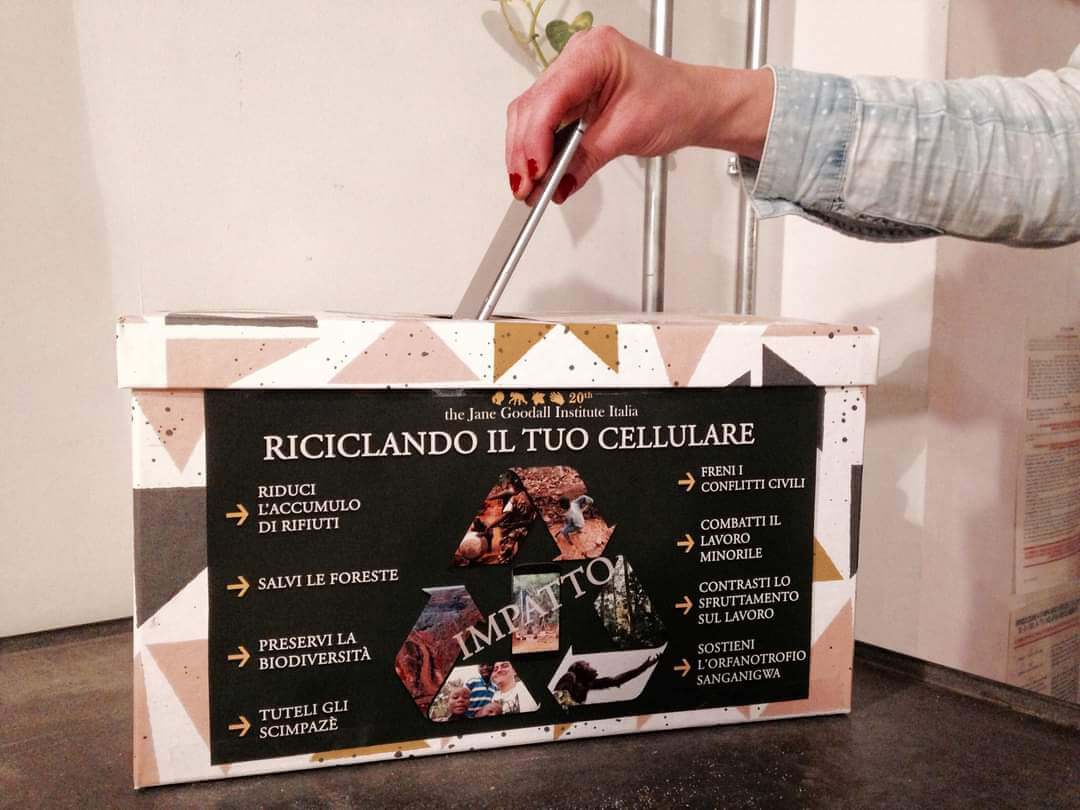 20th
the Jane Goodall Institute Italia
RICICLANDO IL TUO CELLULARE
RIDUCI
L'ACCUMULO
DI RIFIUTI
SALVI LE FORESTE
PRESERVI LA
BIODIVERSITÀ
TUTELI GLI
SCIMPAZÈ
IMPATTO
FRENI I
CONFLITTI CIVILI
COMBATTI IL
LAVORO
MINORILE
CONTRASTI LO
SFRUTTAMENTO
SUL LAVORO
SOSTIENI
L'ORFANOTROFIO
SANGANIGWA